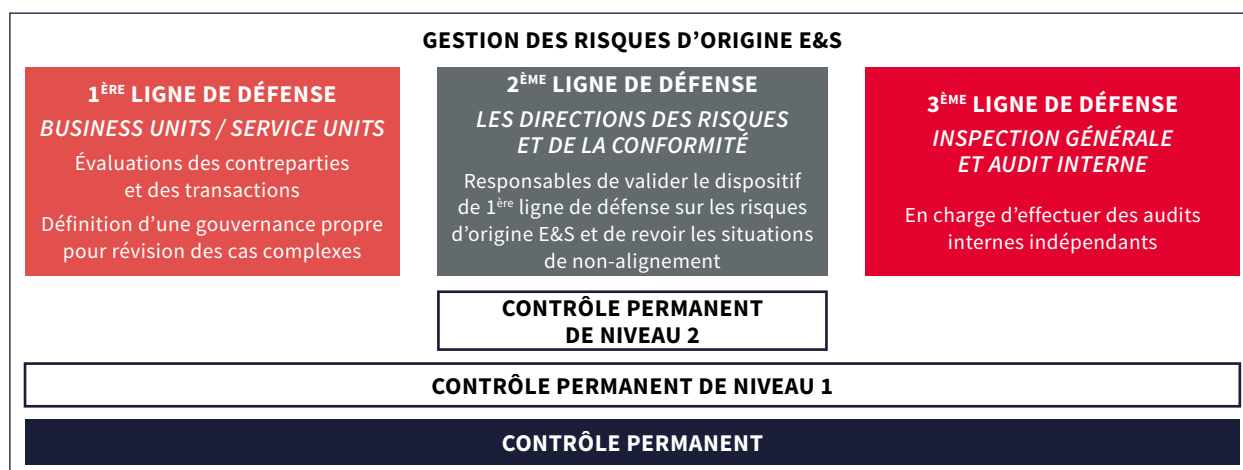 GESTION DES RISQUES D’ORIGINE E&S
1ÈRE LIGNE DE DÉFENSE
BUSINESS UNITS / SERVICE UNITS
Évaluations des contreparties
et des transactions
Définition d’une gouvernance propre
pour révision des cas complexes
2ÈME LIGNE DE DÉFENSE
LES DIRECTIONS DES RISQUES
ET DE LA CONFORMITÉ
Responsables de valider le dispositif
de 1ère ligne de défense sur les risques
d’origine E&S et de revoir les situations
de non-alignement
3ÈME LIGNE DE DÉFENSE
INSPECTION GÉNÉRALE
ET AUDIT INTERNE
En charge d’effectuer des audits
internes indépendants
CONTRÔLE PERMANENT
DE NIVEAU 2
CONTRÔLE PERMANENT DE NIVEAU 1
CONTRÔLE PERMANENT